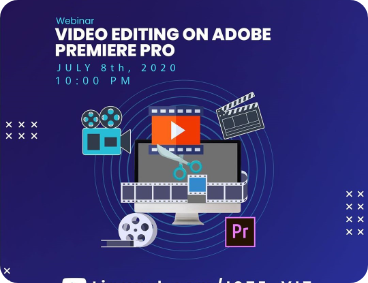 Webinar
VIDEO EDITING ON ADOBE
PREMIERE PRO
JULY 8th, 2020
10:00 PM
Pr